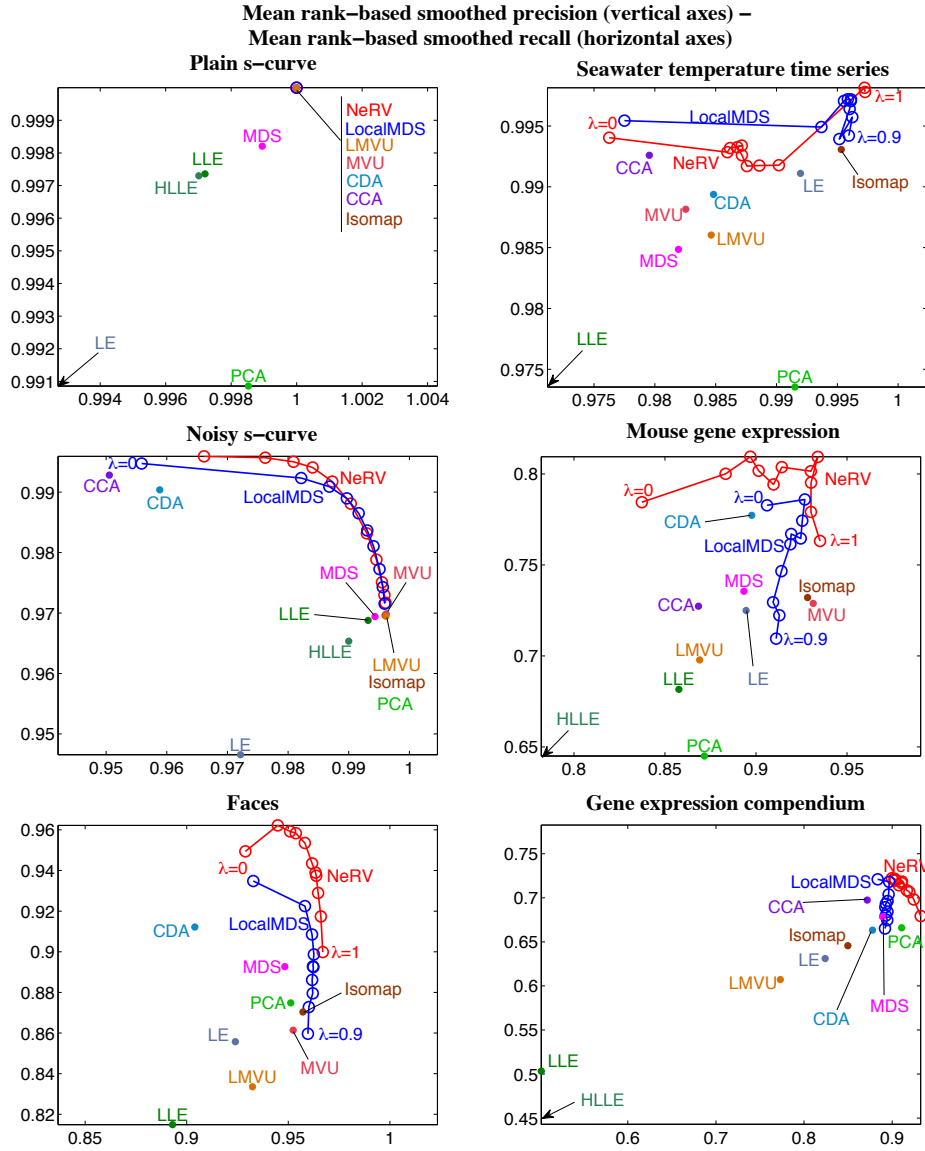 Mean rank−based smoothed precision (vertical axes) −
Mean rank−based smoothed recall (horizontal axes)
Plain s−curve
0.999
0.998
0.997
0.996
0.995
0.994
0.993
0.992
0.991
0.994
0.996
0.998
1
1.002
1.004
NeRV
LocalMDS
LMVU
MVU
CDA
CCA
Isomap
MDS
LLE
HLLE
LE
PCA
Seawater temperature time series
0.995
0.99
0.985
0.98
0.975
0.975
0.98
0.985
0.99
0.995
1
λ=0
LocalMDS
λ=1
λ=0.9
NeRV
CCA
LE
Isomap
CDA
MVU
LMVU
MDS
LLE
PCA
Noisy s−curve
0.99
0.98
0.97
0.96
0.95
0.95
0.96
0.97
0.98
0.99
1
λ=0
NeRV
CCA
CDA
LocalMDS
MDS
MVU
LLE
HLLE
LMVU
Isomap
PCA
LE
Mouse gene expression
0.8
0.75
0.7
0.65
0.8
0.85
0.9
0.95
λ=0
NeRV
λ=0
CDA
LocalMDS
λ=1
MDS
Isomap
CCA
MVU
λ=0.9
LMVU
LE
LLE
HLLE
PCA
Faces
0.96
0.94
0.92
0.9
0.88
0.86
0.84
0.82
0.85
0.9
0.95
1
λ=0
NeRV
LocalMDS
CDA
λ=1
MDS
Isomap
PCA
LE
λ=0.9
MVU
LMVU
LLE
Gene expression compendium
0.75
0.7
0.65
0.6
0.55
0.5
0.45
0.6
0.7
0.8
0.9
NeRV
LocalMDS
CCA
Isomap
PCA
LE
LMVU
MDS
CDA
LLE
HLLE